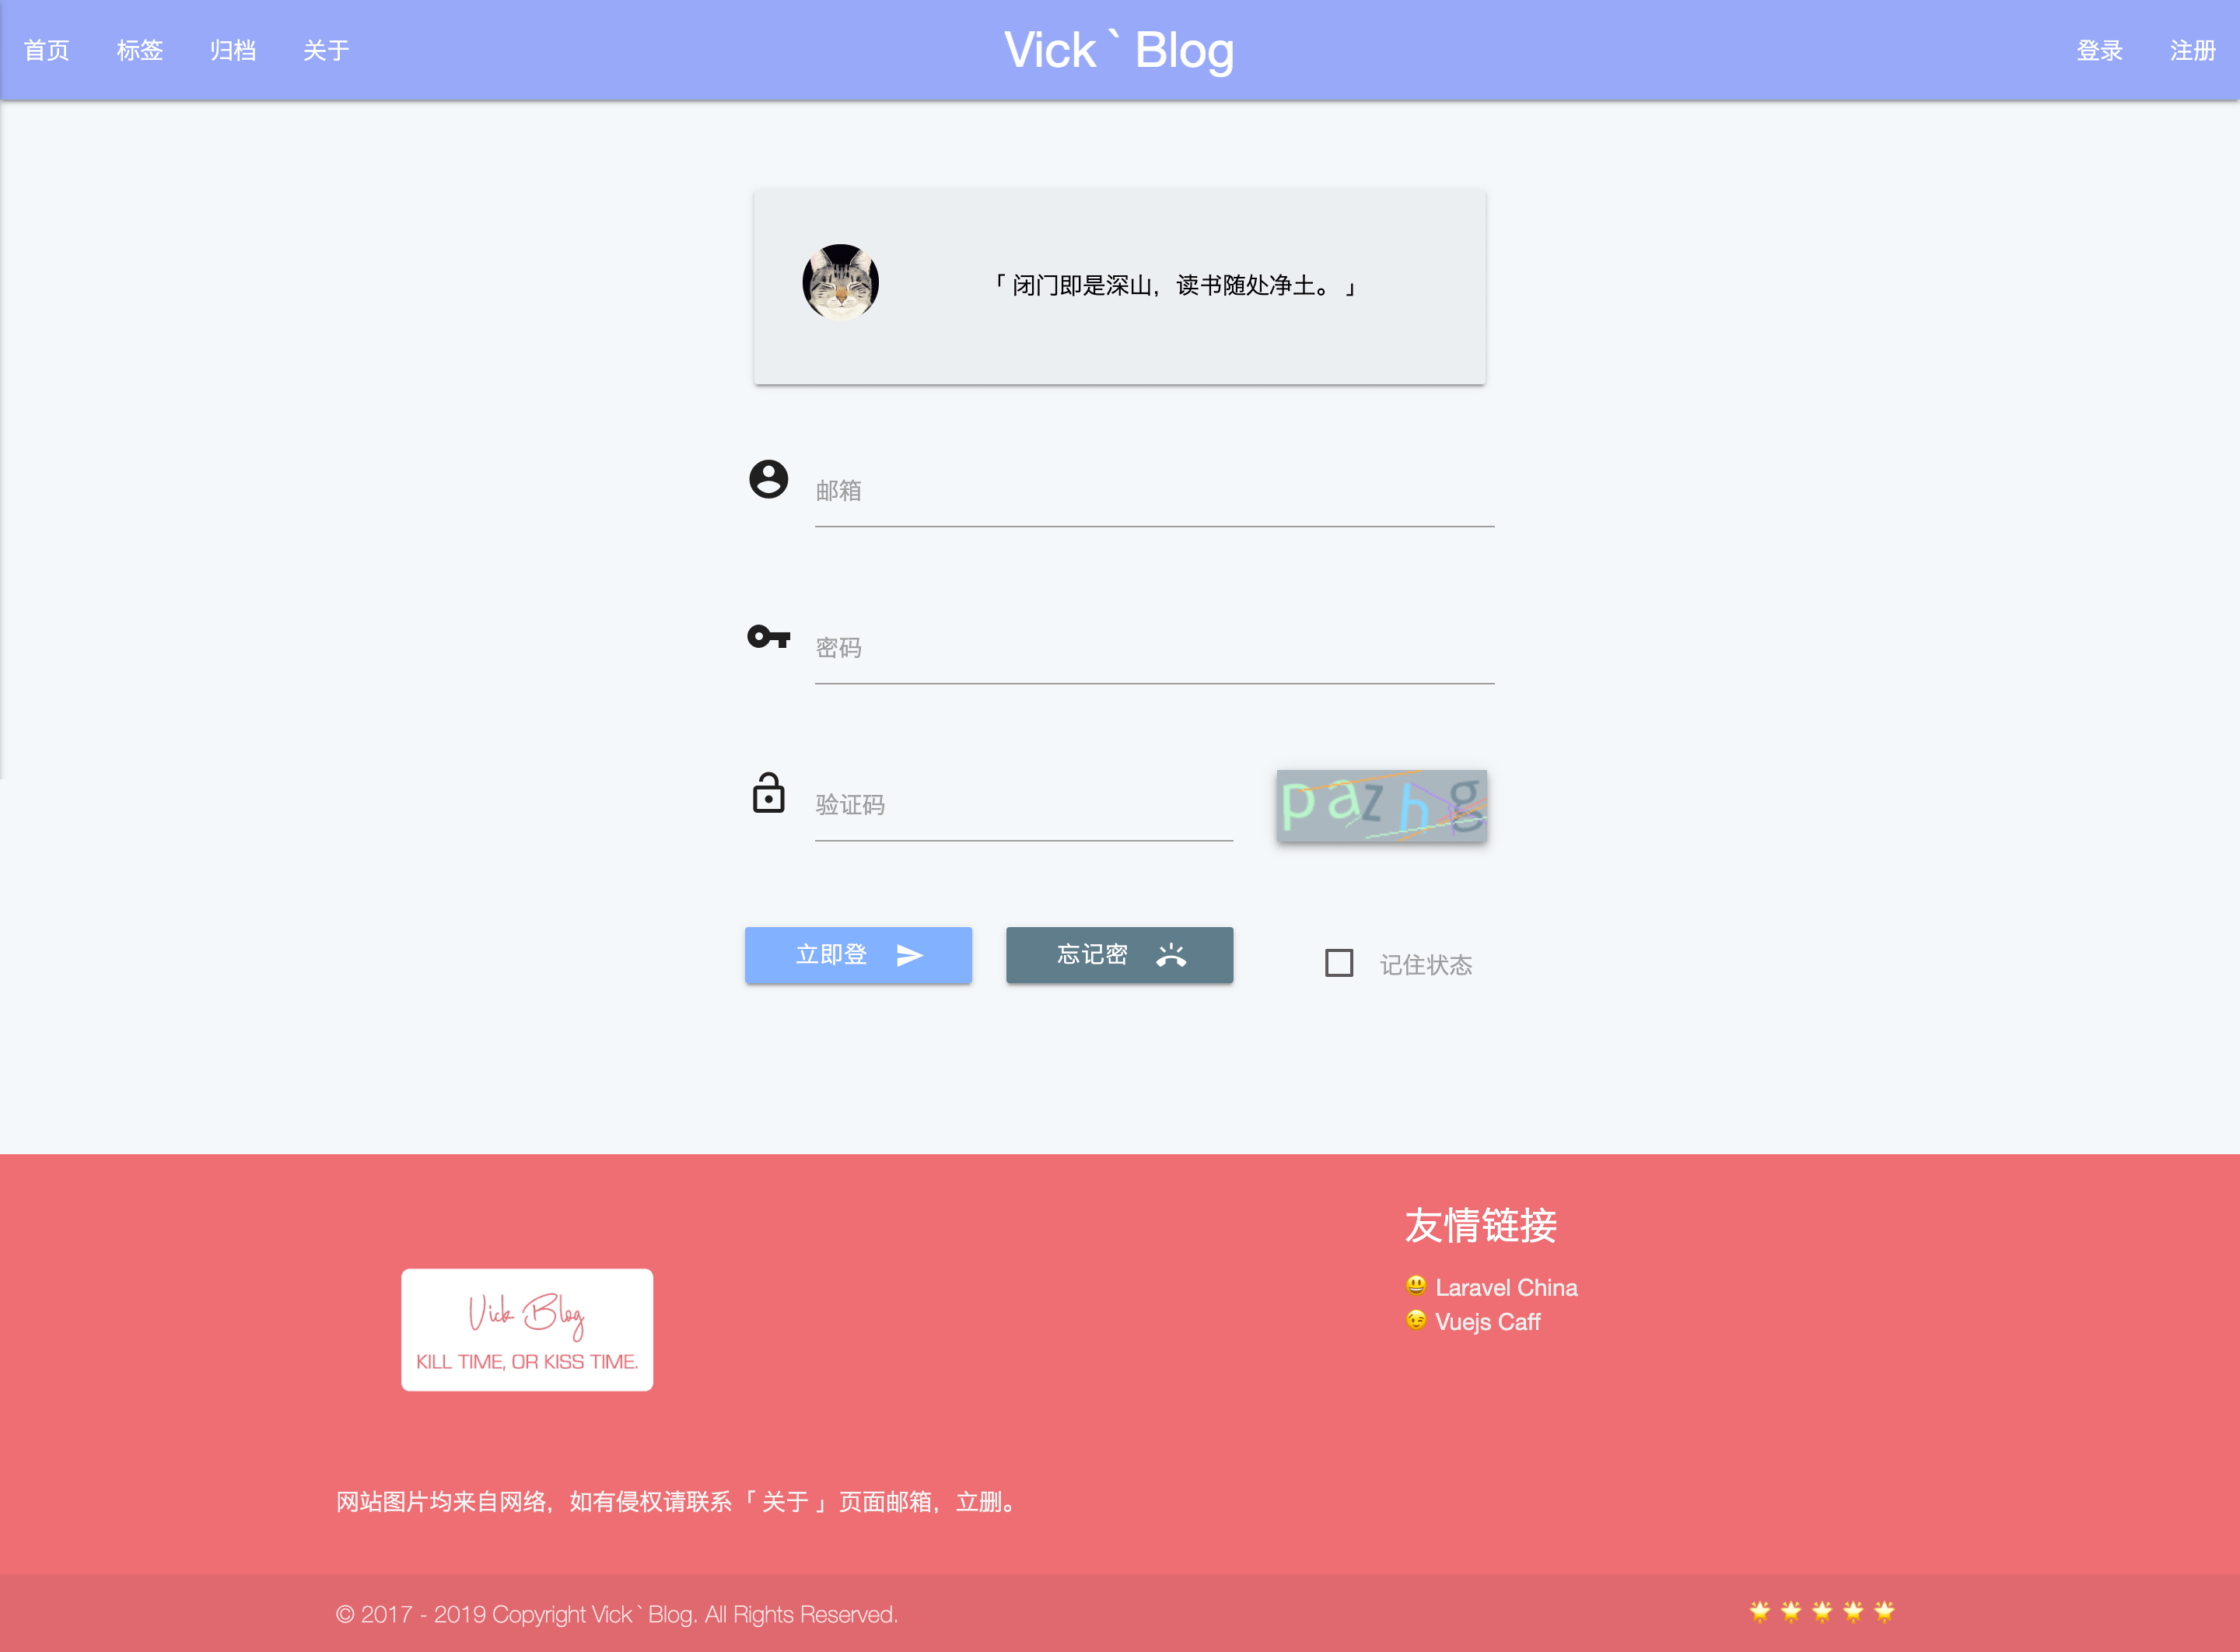 首页 标签 归档 关于 Vick ` Blog 登录 注册
「 闭门即是深山，读书随处净土。 」
邮箱
密码
验证码
pazhg
立即登 忘记密 记住状态
友情链接
😃 Laravel China
😉 Vuejs Caff
Vick Blog
KILL TIME, OR KISS TIME.
网站图片均来自网络，如有侵权请联系「 关于 」页面邮箱，立删。
© 2017 - 2019 Copyright Vick ` Blog. All Rights Reserved. 🌟 🌟 🌟 🌟 🌟